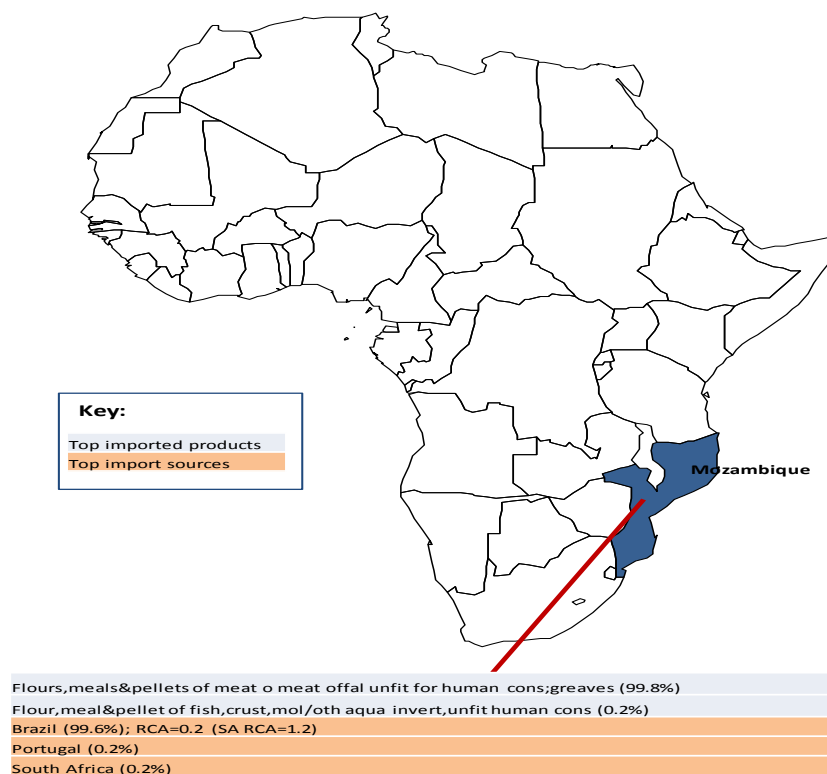 Key:
Top imported products
Top import sources
Mozambique
Flours,meals&pellets of meat o meat offal unfit for human cons;greaves (99.8%)
Flour,meal&pellet of fish,crust,mol/oth aqua invert,unfit human cons (0.2%)
Brazil (99.6%); RCA=0.2 (SA RCA=1.2)
Portugal (0.2%)
South Africa (0.2%)